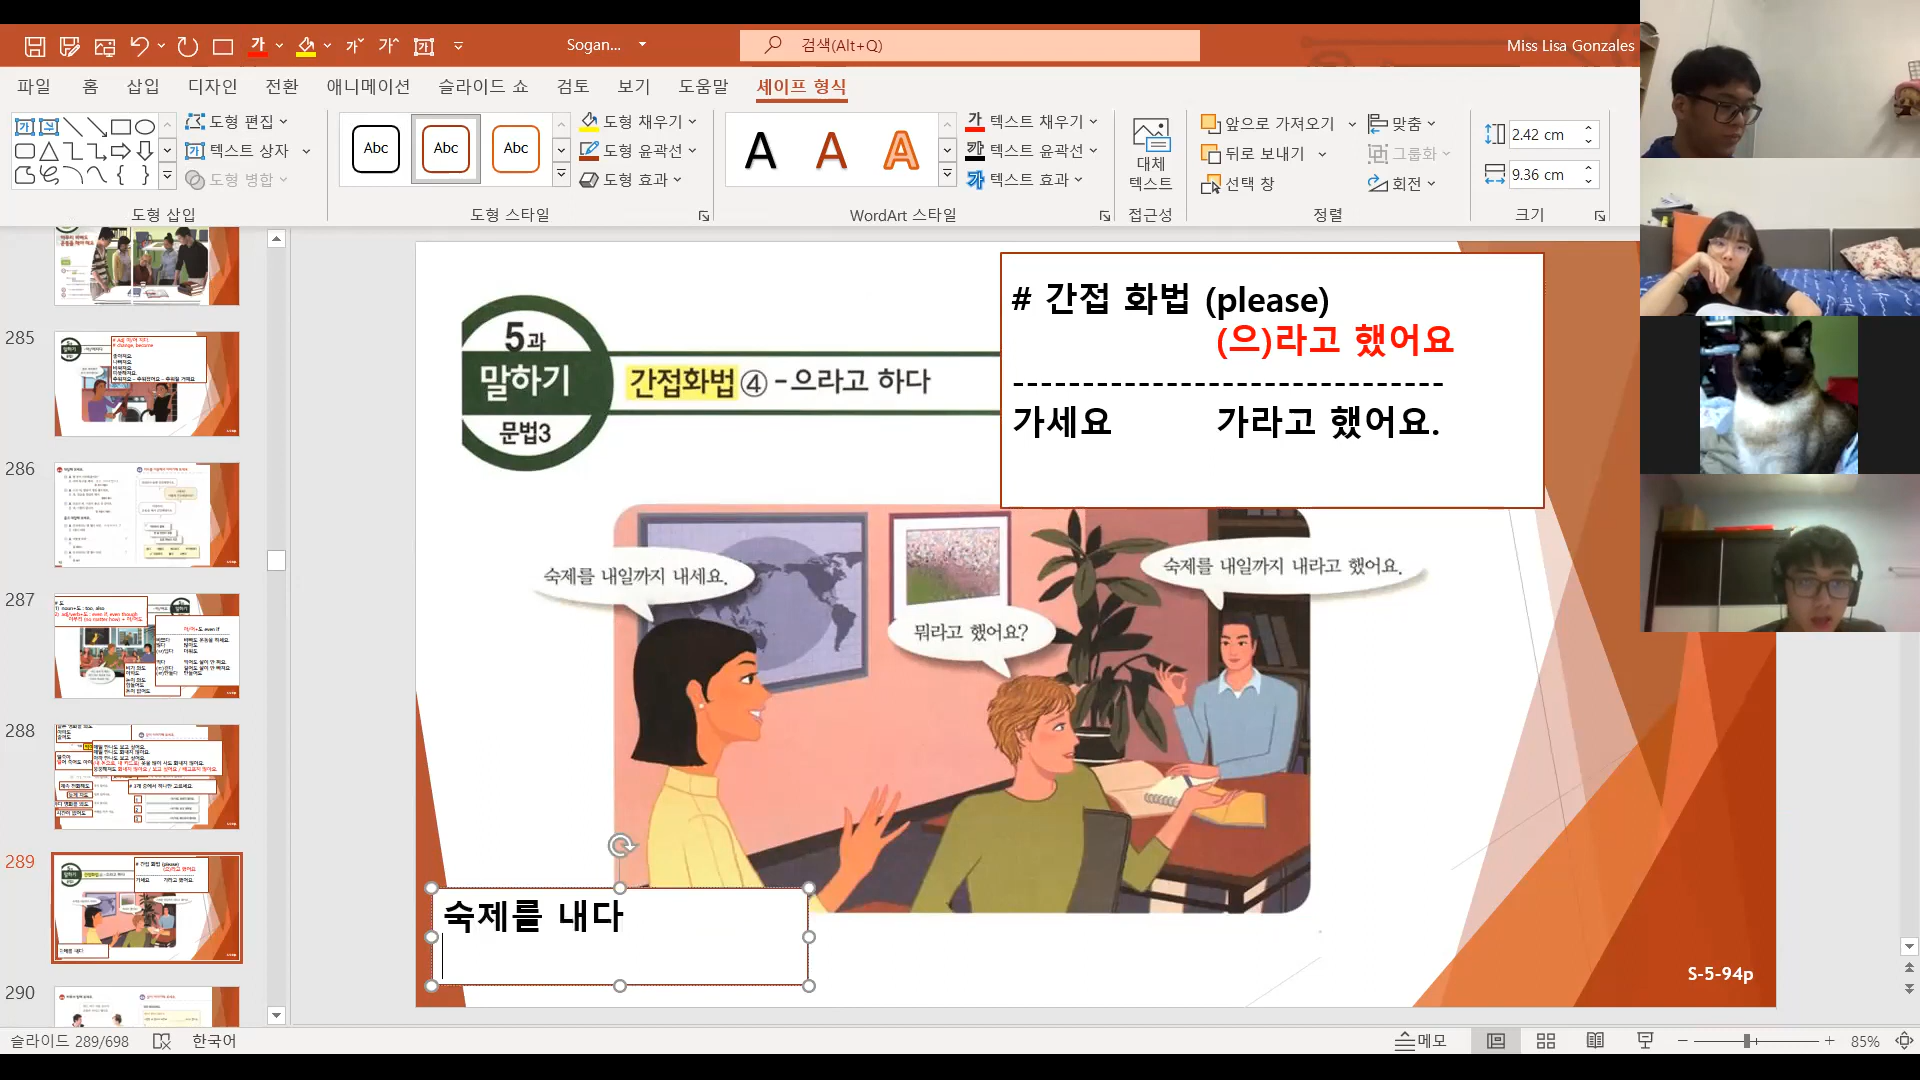 Sogan...
검색(Alt+Q)
Miss Lisa Gonzales
파일 홈 삽입 디자인 전환 애니메이션 슬라이드 쇼 검토 보기 도움말 셰이프 형식
도형 편집
텍스트 상자
도형 병합
도형 삽입
Abc Abc Abc
도형 채우기
도형 윤곽선
도형 효과
도형 스타일
A A A
텍스트 채우기
텍스트 윤곽선
텍스트 효과
WordArt 스타일
대체
텍스트
접근성
앞으로 가져오기
뒤로 보내기
선택 창
맞춤
그룹화
회전
정렬
2.42 cm
9.36 cm
크기
285
286
287
288
289
290
5과
말하기
문법3
간접화법④ -으라고 하다
# 간접 화법 (please)
(으)라고 했어요
-------------------------------
가세요 가라고 했어요.
숙제를 내일까지 내세요.
뭐라고 했어요?
숙제를 내일까지 내라고 했어요.
숙제를 내다
S-5-94p
슬라이드 289/698 한국어
메모
85%